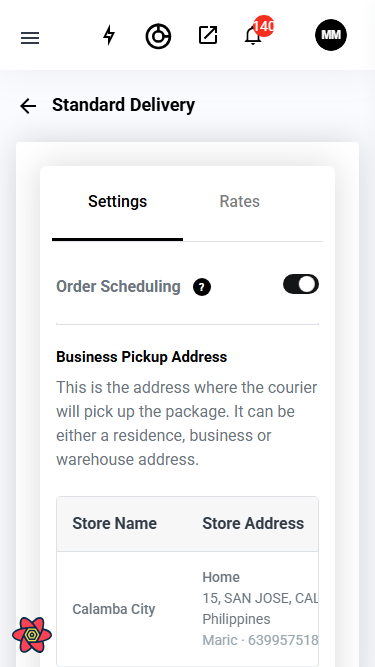 140
MM
Standard Delivery
Settings Rates
Order Scheduling ?
Business Pickup Address
This is the address where the courier
will pick up the package. It can be
either a residence, business or
warehouse address.
Store Name Store Address
Home
15, SAN JOSE, CAL
Calamba City
Philippines
Maric · 639957518